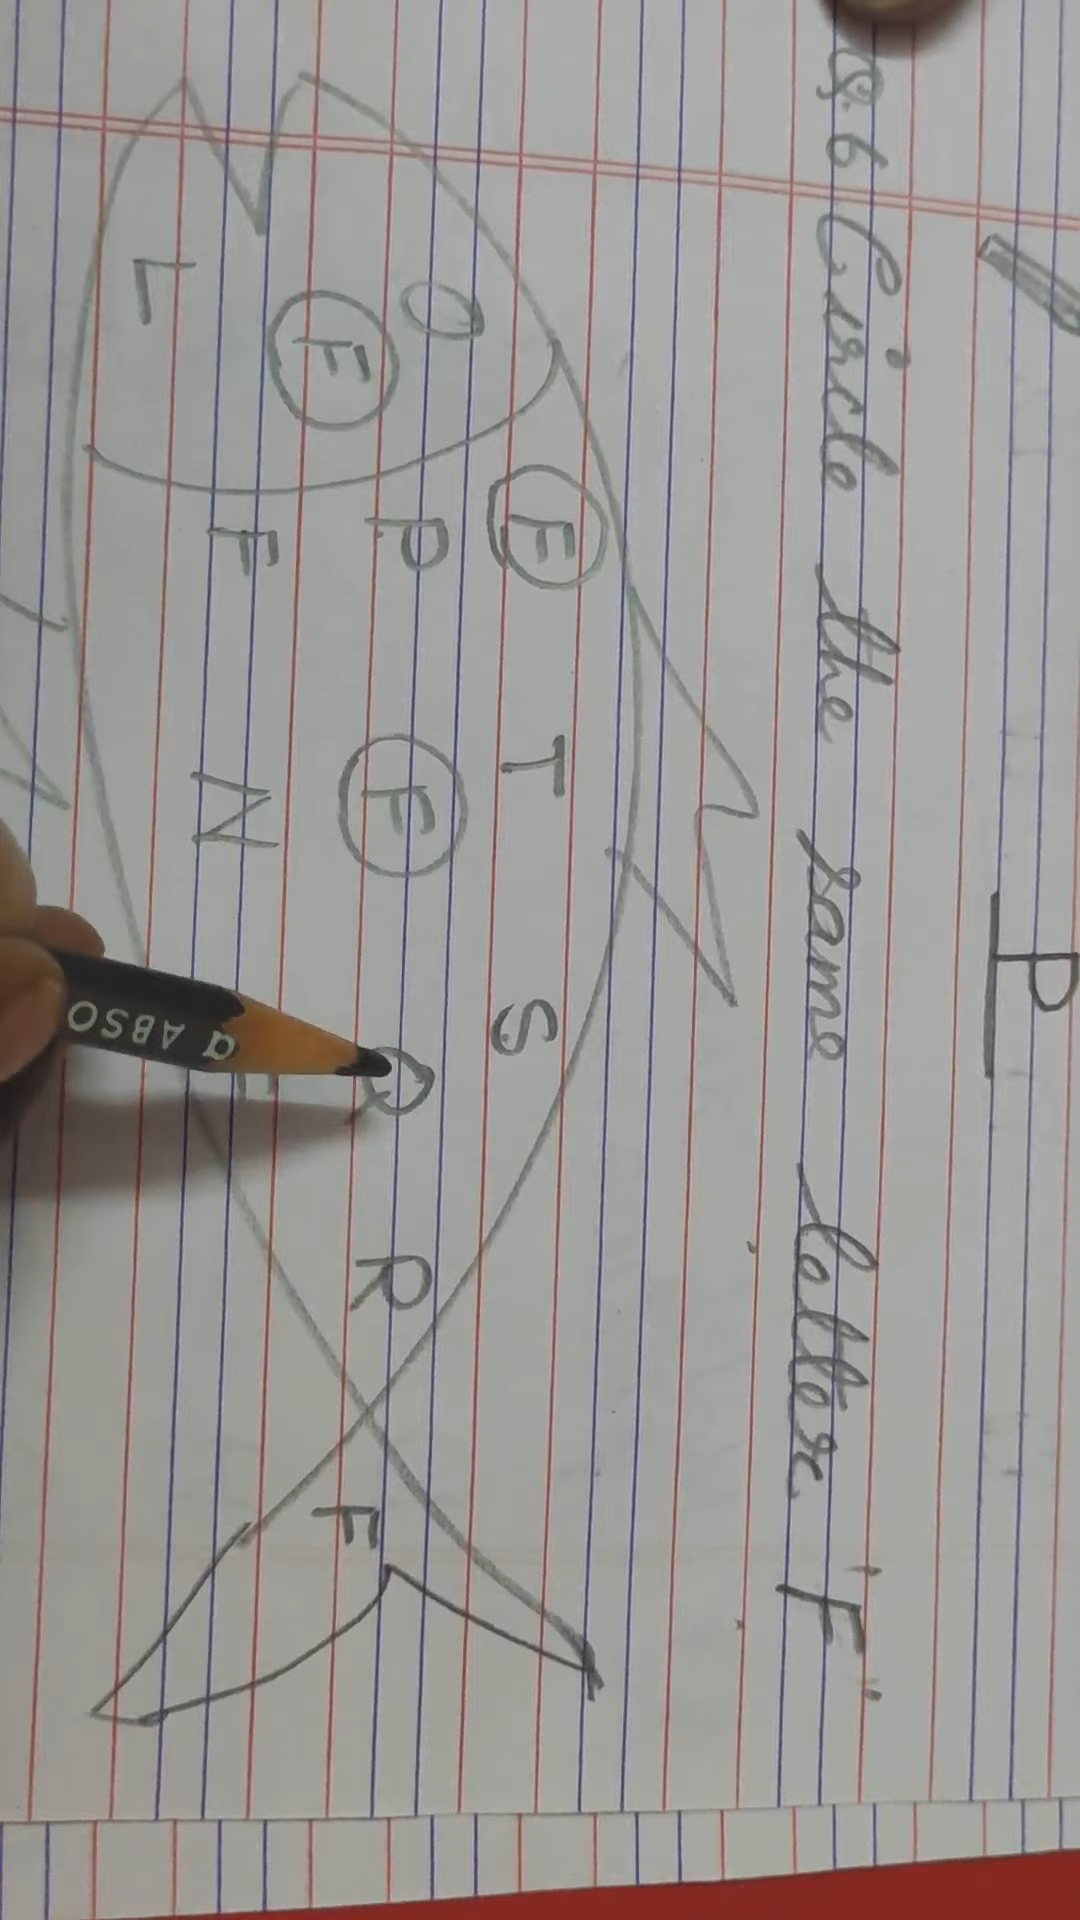 P
Q.6 Circle the same letter "F"
F T S
O P F Q R
F F N F
L
α ABSO